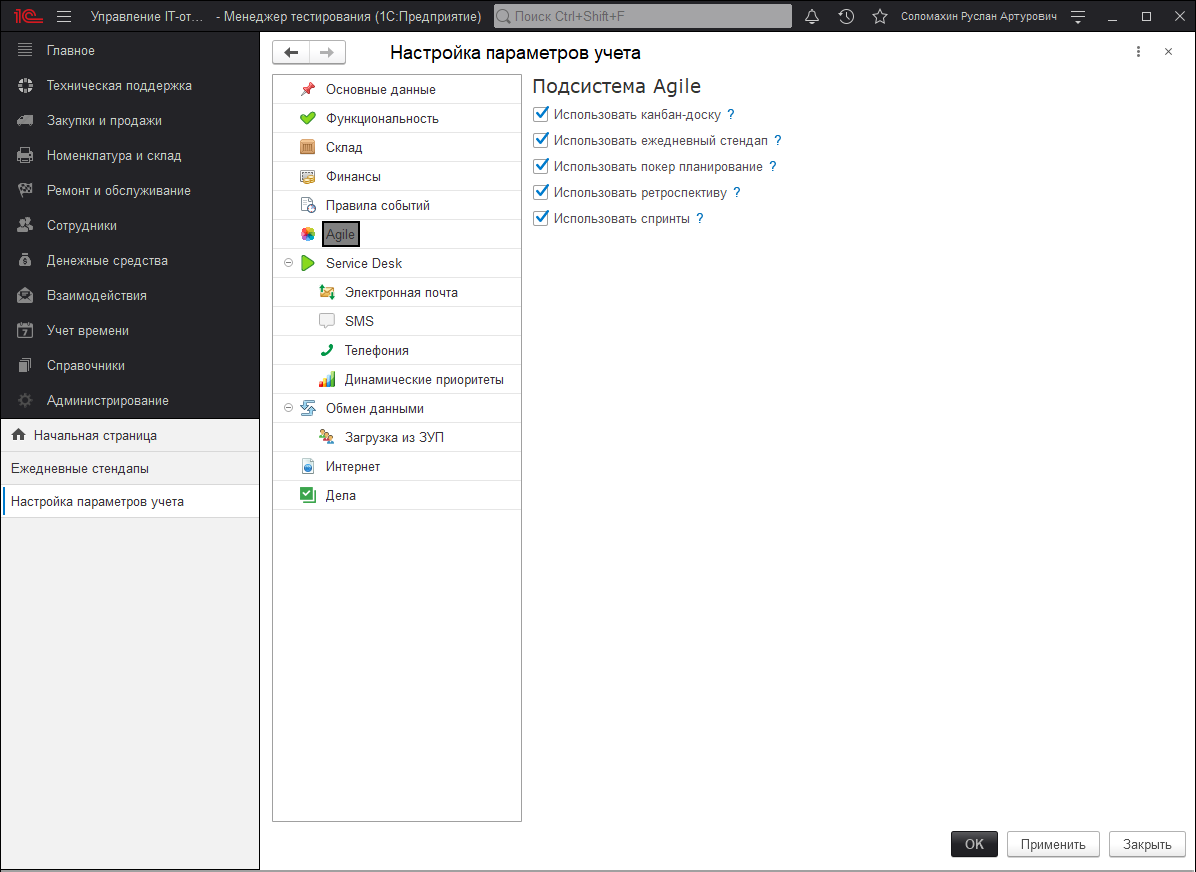 1С Управление IT-от... - Менеджер тестирования (1С:Предприятие) Поиск Ctrl+Shift+F Соломахин Руслан Артурович
Главное
Техническая поддержка
Закупки и продажи
Номенклатура и склад
Ремонт и обслуживание
Сотрудники
Денежные средства
Взаимодействия
Учет времени
Справочники
Администрирование
Начальная страница
Ежедневные стендапы
Настройка параметров учета
Настройка параметров учета
Основные данные
Функциональность
Склад
Финансы
Правила событий
Agile
Service Desk
Электронная почта
SMS
Телефония
Динамические приоритеты
Обмен данными
Загрузка из ЗУП
Интернет
Дела
Подсистема Agile
Использовать канбан-доску ?
Использовать ежедневный стендап ?
Использовать покер планирование ?
Использовать ретроспективу ?
Использовать спринты ?
ОК Применить Закрыть